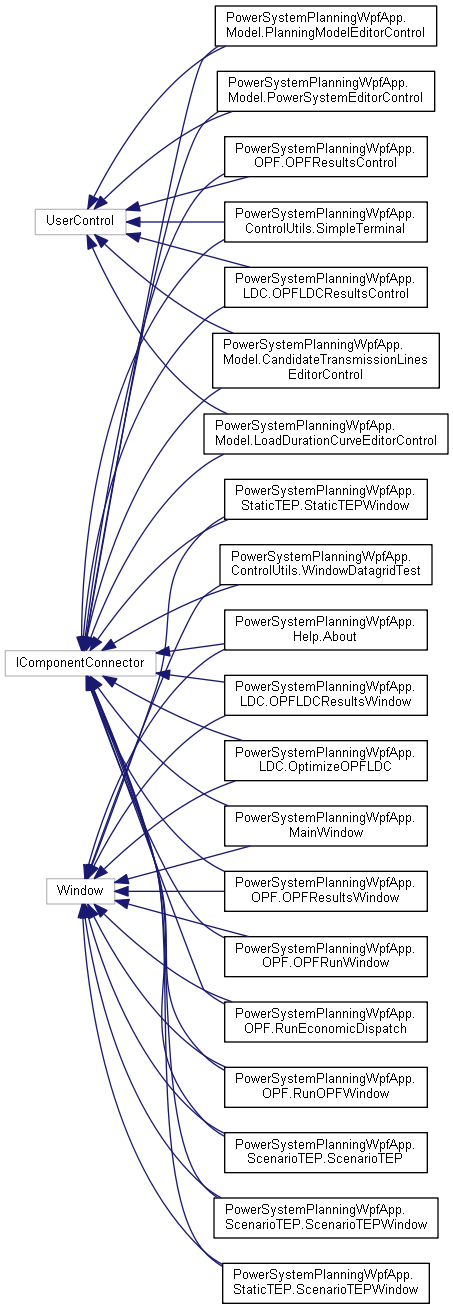 PowerSystemPlanningWpfApp.
Model.PlanningModelEditorControl
PowerSystemPlanningWpfApp.
Model.PowerSystemEditorControl
PowerSystemPlanningWpfApp.
OPF.OPFResultsControl
UserControl
PowerSystemPlanningWpfApp.
ControlUtils.SimpleTerminal
PowerSystemPlanningWpfApp.
LDC.OPFLDCResultsControl
PowerSystemPlanningWpfApp.
Model.CandidateTransmissionLines
EditorControl
PowerSystemPlanningWpfApp.
Model.LoadDurationCurveEditorControl
PowerSystemPlanningWpfApp.
StaticTEP.StaticTEPWindow
PowerSystemPlanningWpfApp.
ControlUtils.WindowDatagridTest
PowerSystemPlanningWpfApp.
Help.About
IComponentConnector
PowerSystemPlanningWpfApp.
LDC.OPFLDCResultsWindow
PowerSystemPlanningWpfApp.
LDC.OptimizeOPFLDC
PowerSystemPlanningWpfApp.
MainWindow
Window
PowerSystemPlanningWpfApp.
OPF.OPFResultsWindow
PowerSystemPlanningWpfApp.
OPF.OPFRunWindow
PowerSystemPlanningWpfApp.
OPF.RunEconomicDispatch
PowerSystemPlanningWpfApp.
OPF.RunOPFWindow
PowerSystemPlanningWpfApp.
ScenarioTEP.ScenarioTEP
PowerSystemPlanningWpfApp.
ScenarioTEP.ScenarioTEPWindow
PowerSystemPlanningWpfApp.
StaticTEP.ScenarioTEPWindow